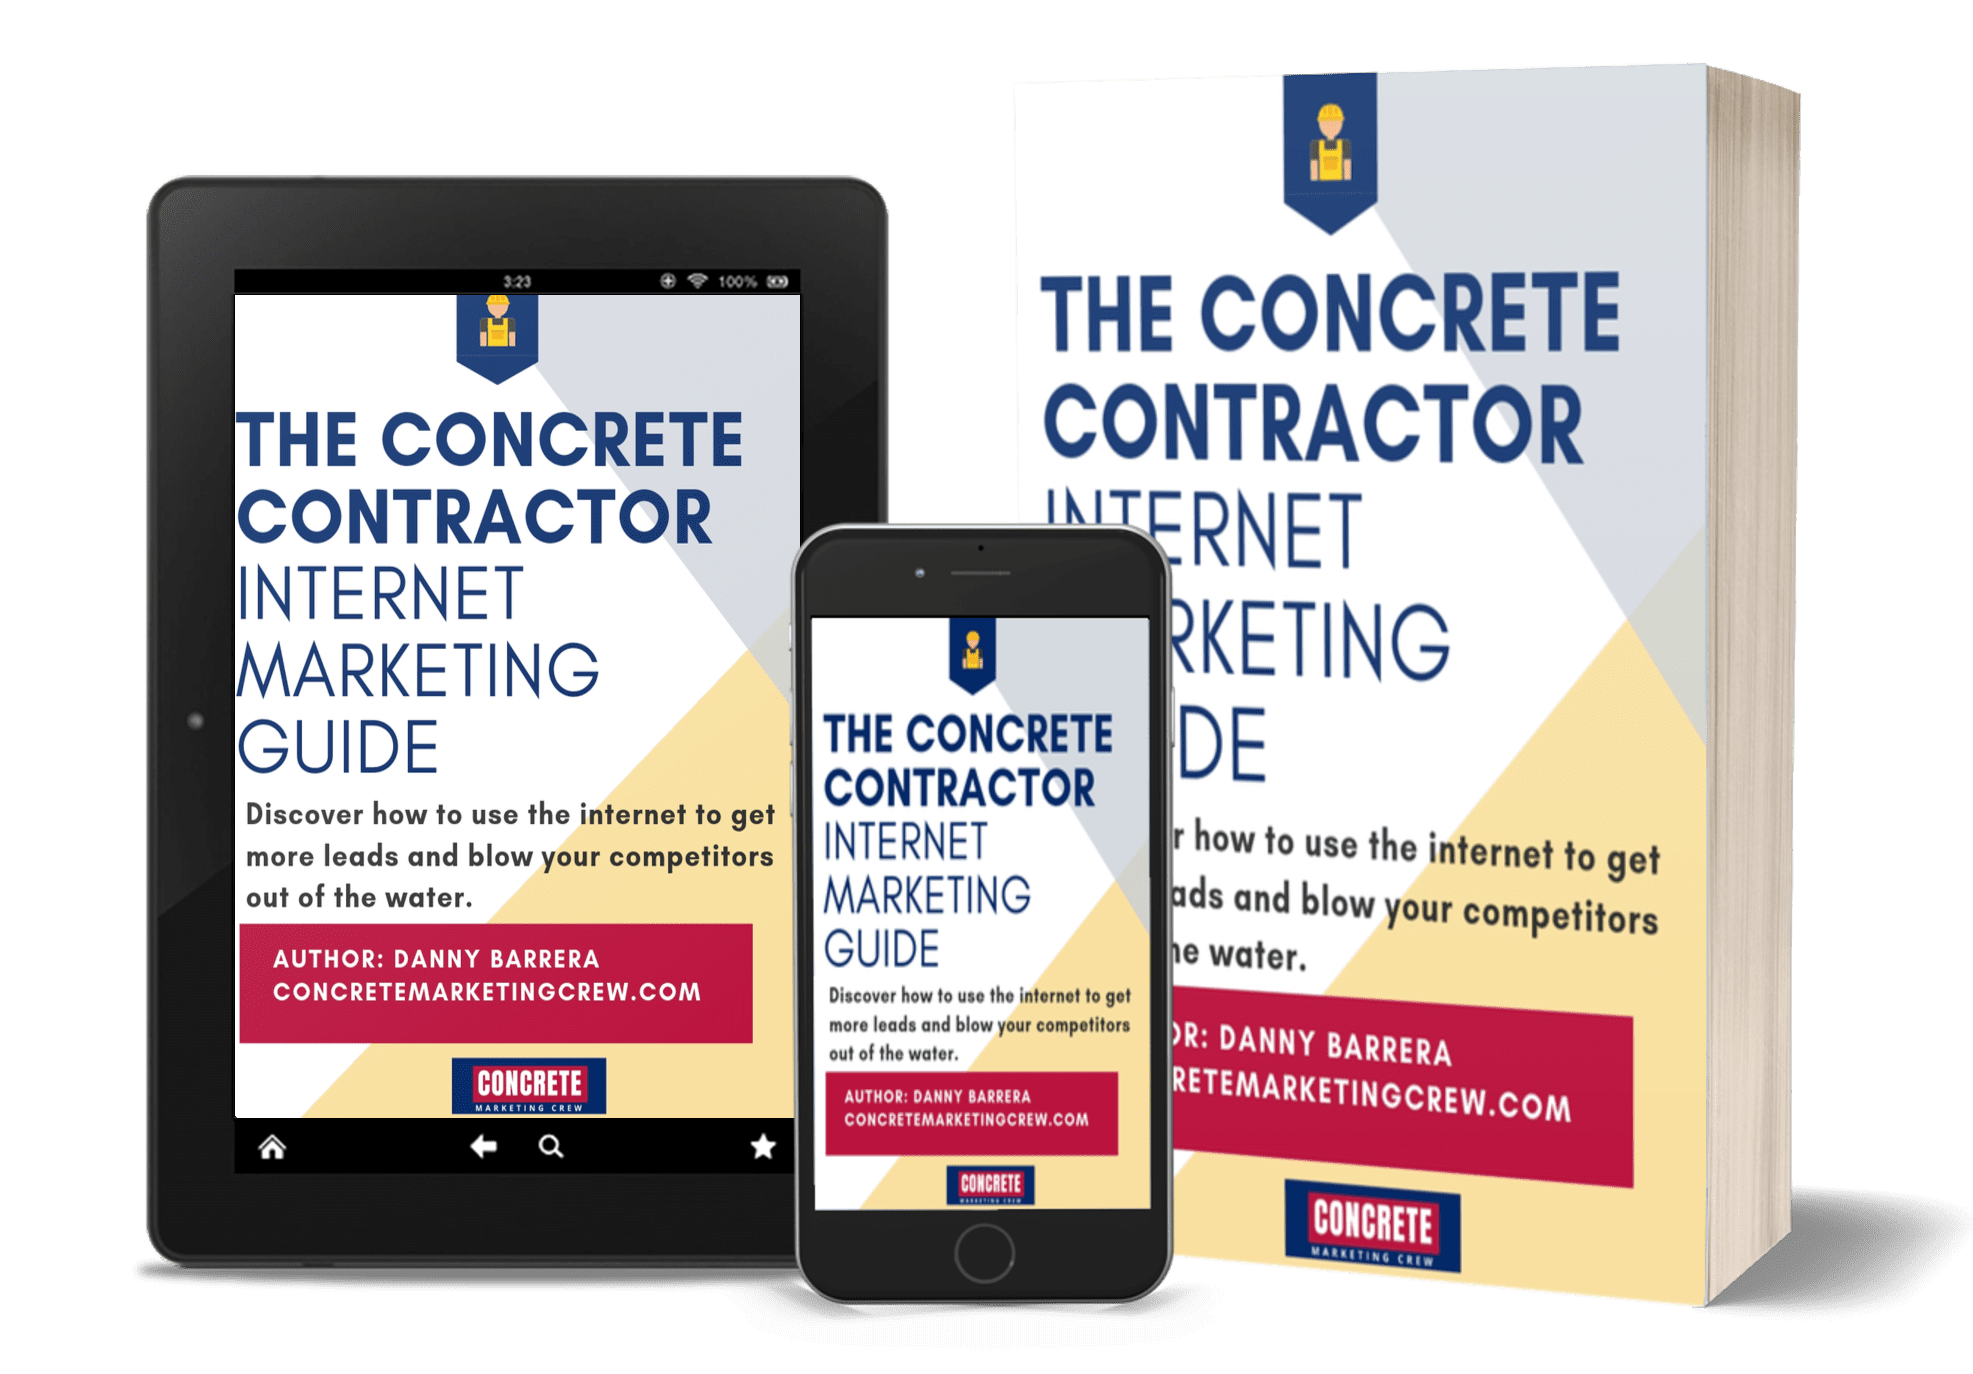 3:23
100%
THE CONCRETE
CONTRACTOR
INTERNET
MARKETING
GUIDE
Discover how to use the internet to get
more leads and blow your competitors
out of the water.
AUTHOR: DANNY BARRERA
CONCRETEMARKETINGCREW.COM
CONCRETE
MARKETING CREW
THE CONCRETE
CONTRACTOR
INTERNET
MARKETING
GUIDE
Discover how to use the internet to get
more leads and blow your competitors
out of the water.
AUTHOR: DANNY BARRERA
CONCRETEMARKETINGCREW.COM
CONCRETE
MARKETING CREW
THE CONCRETE
CONTRACTOR
INTERNET
RKETING
DE
r how to use the internet to get
ads and blow your competitors
he water.
OR: DANNY BARRERA
RETEMARKETINGCREW.COM
CONCRETE
MARKETING CREW